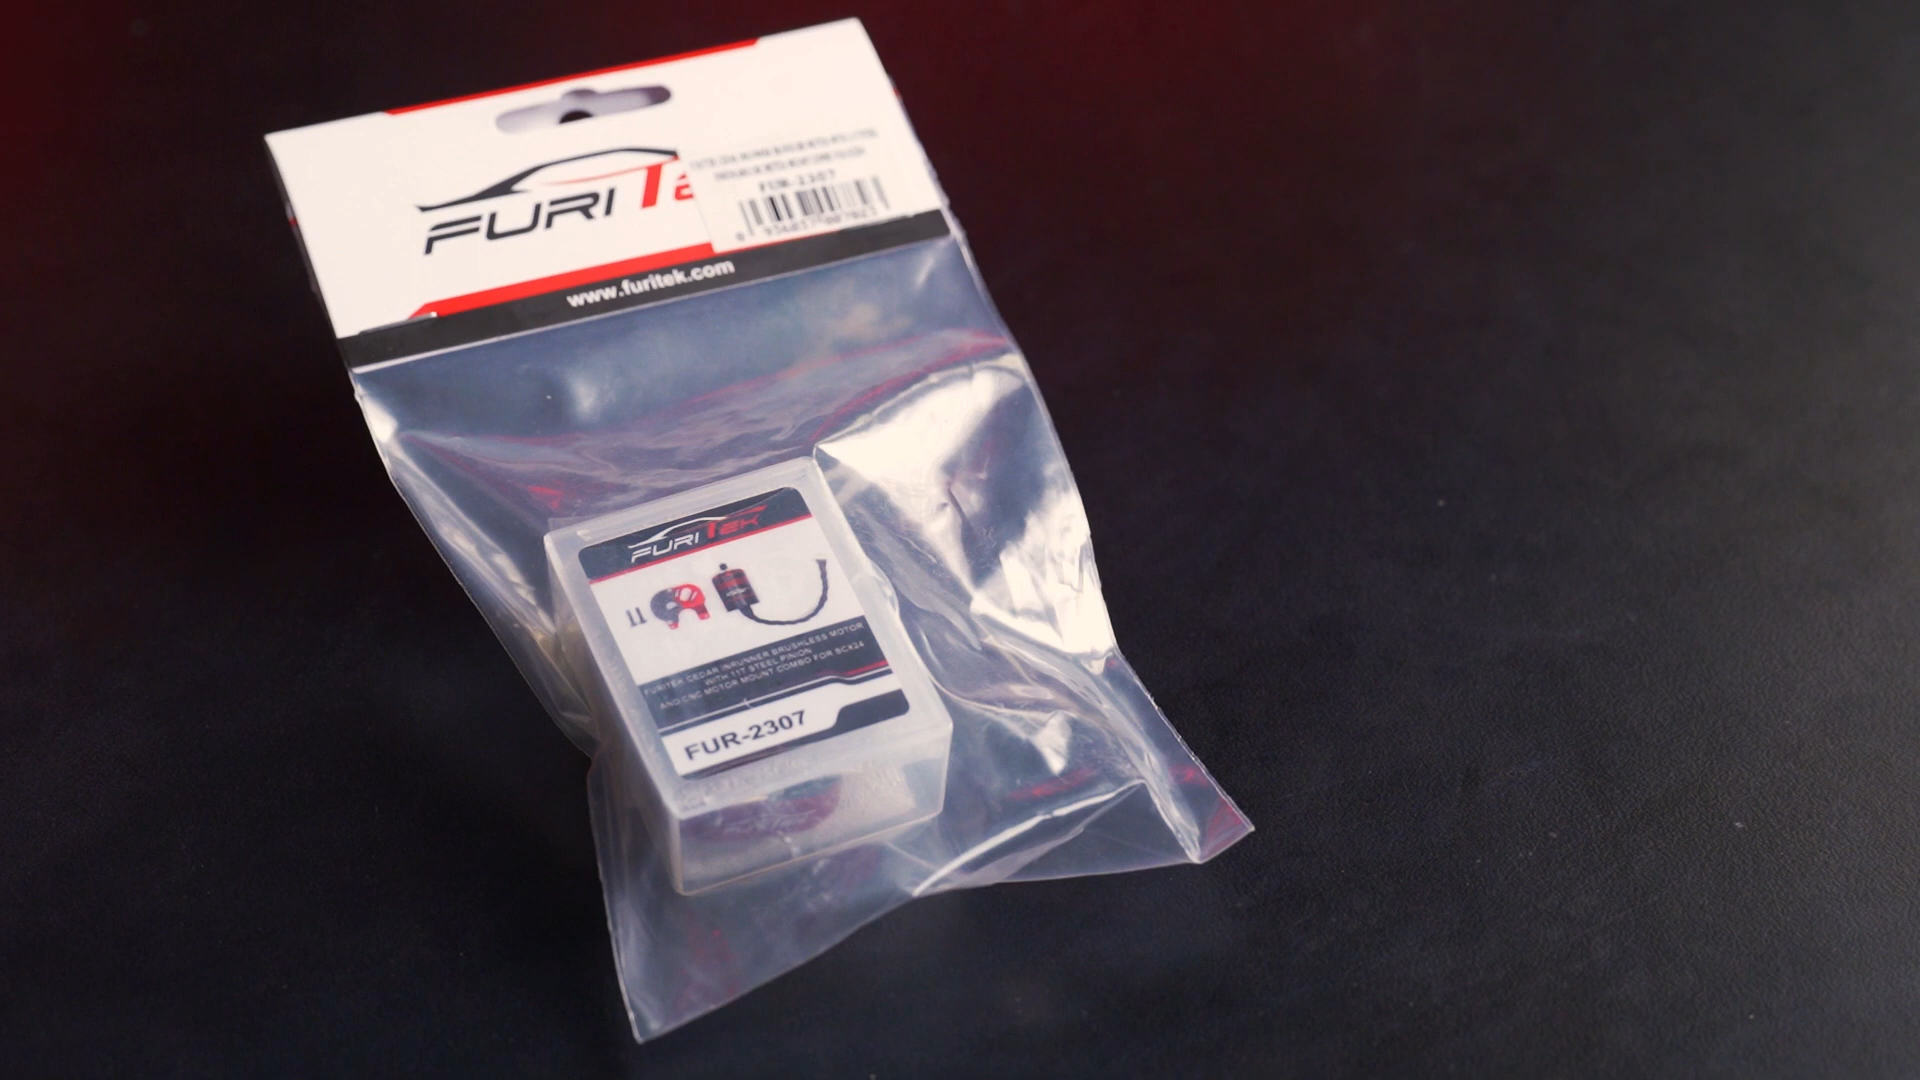 FURITEK
FUR-2307
www.furitek.com
FURITEK
FURITEK CEDAR INRUNNER BRUSHLESS MOTOR
WITH 11T STEEL PINION
AND CNC MOTOR MOUNT COMBO FOR SCX24
FUR-2307